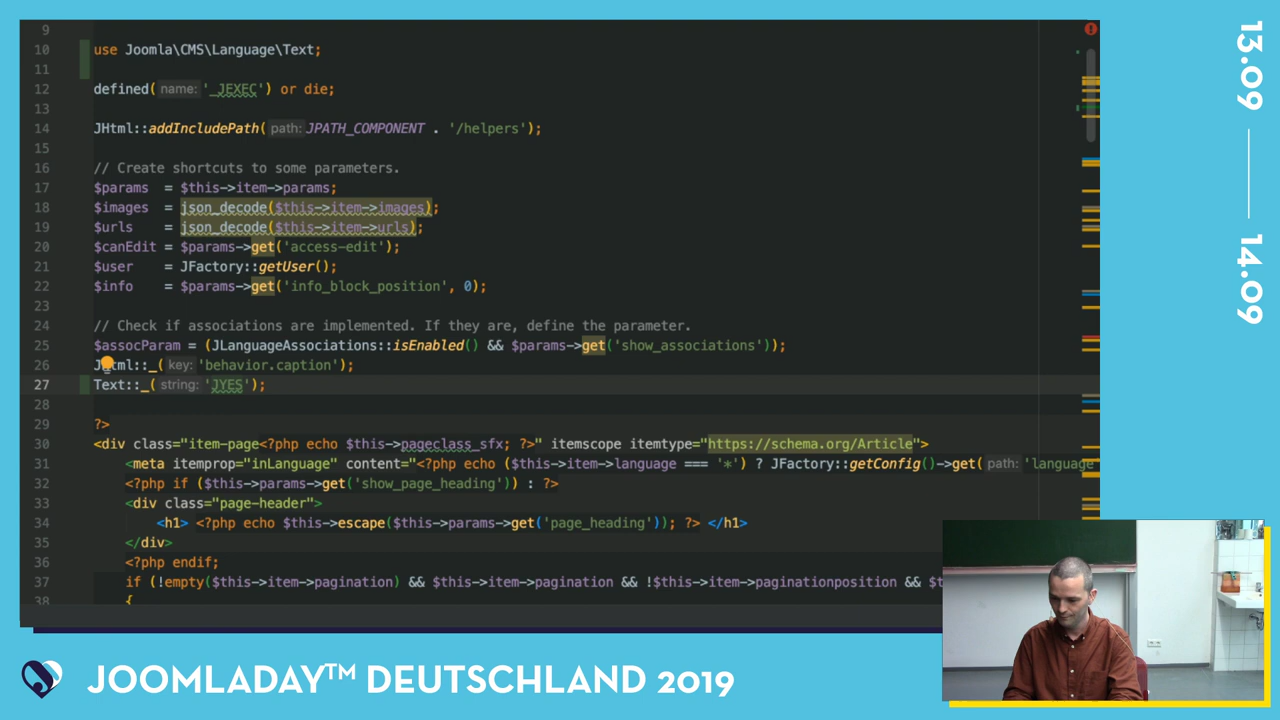 9
10 use Joomla\CMS\Language\Text;
11
12 defined( name: '_JEXEC') or die;
13
14 JHtml::addIncludePath( path: JPATH_COMPONENT . '/helpers');
15
16 // Create shortcuts to some parameters.
17 $params  = $this->item->params;
18 $images  = json_decode($this->item->images);
19 $urls    = json_decode($this->item->urls);
20 $canEdit = $params->get('access-edit');
21 $user    = JFactory::getUser();
22 $info    = $params->get('info_block_position', 0);
23
24 // Check if associations are implemented. If they are, define the parameter.
25 $assocParam = (JLanguageAssociations::isEnabled() && $params->get('show_associations'));
26 JHtml::_( key: 'behavior.caption');
27 Text::_( string: 'JYES');
28
29 ?>
30 <div class="item-page<?php echo $this->pageclass_sfx; ?>" itemscope itemtype="https://schema.org/Article">
31 <meta itemprop="inLanguage" content="<?php echo ($this->item->language === '*') ? JFactory::getConfig()->get( path: 'language
32 <?php if ($this->params->get('show_page_heading')) : ?>
33 <div class="page-header">
34 <h1> <?php echo $this->escape($this->params->get('page_heading')); ?> </h1>
35 </div>
36 <?php endif;
37 if (!empty($this->item->pagination) && $this->item->pagination && !$this->item->paginationposition && $t
38 {
13.09
14.09
JOOMLADAY™ DEUTSCHLAND 2019